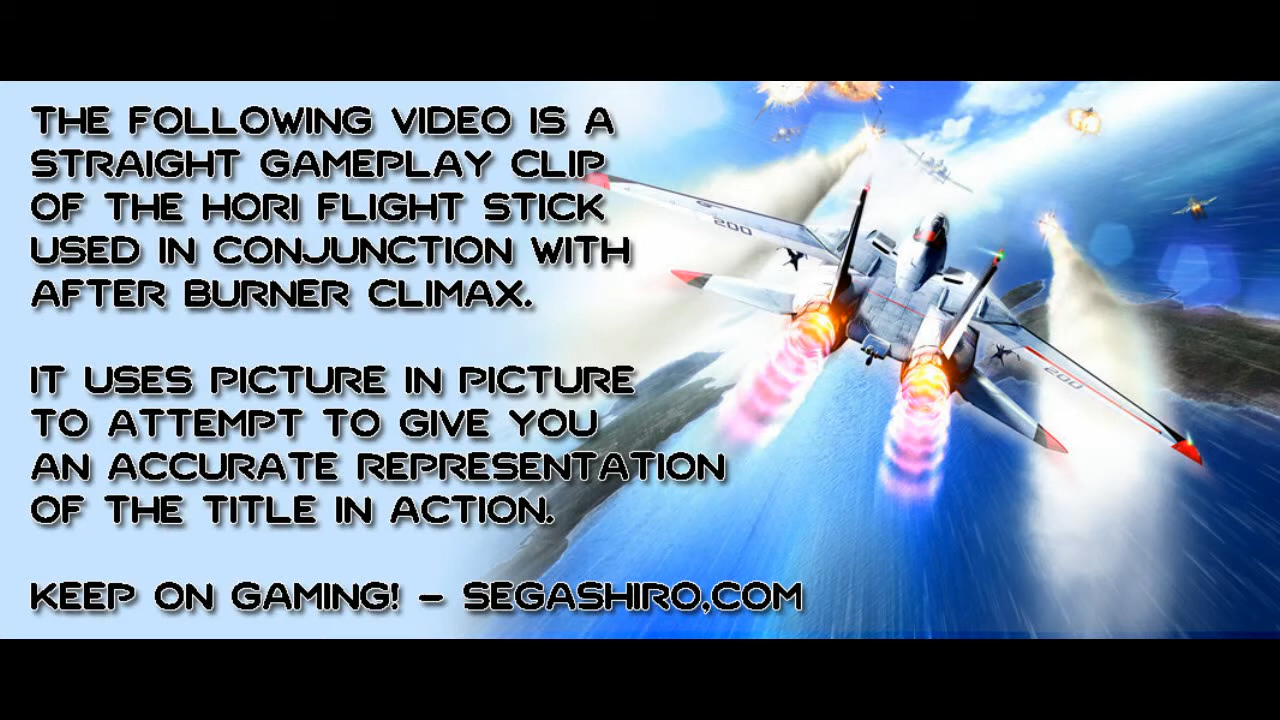 THE FOLLOWING VIDEO IS A
STRAIGHT GAMEPLAY CLIP
OF THE HORI FLIGHT STICK
USED IN CONJUNCTION WITH
AFTER BURNER CLIMAX.
IT USES PICTURE IN PICTURE
TO ATTEMPT TO GIVE YOU
AN ACCURATE REPRESENTATION
OF THE TITLE IN ACTION.
KEEP ON GAMING! - SEGASHIRO,COM
200
200